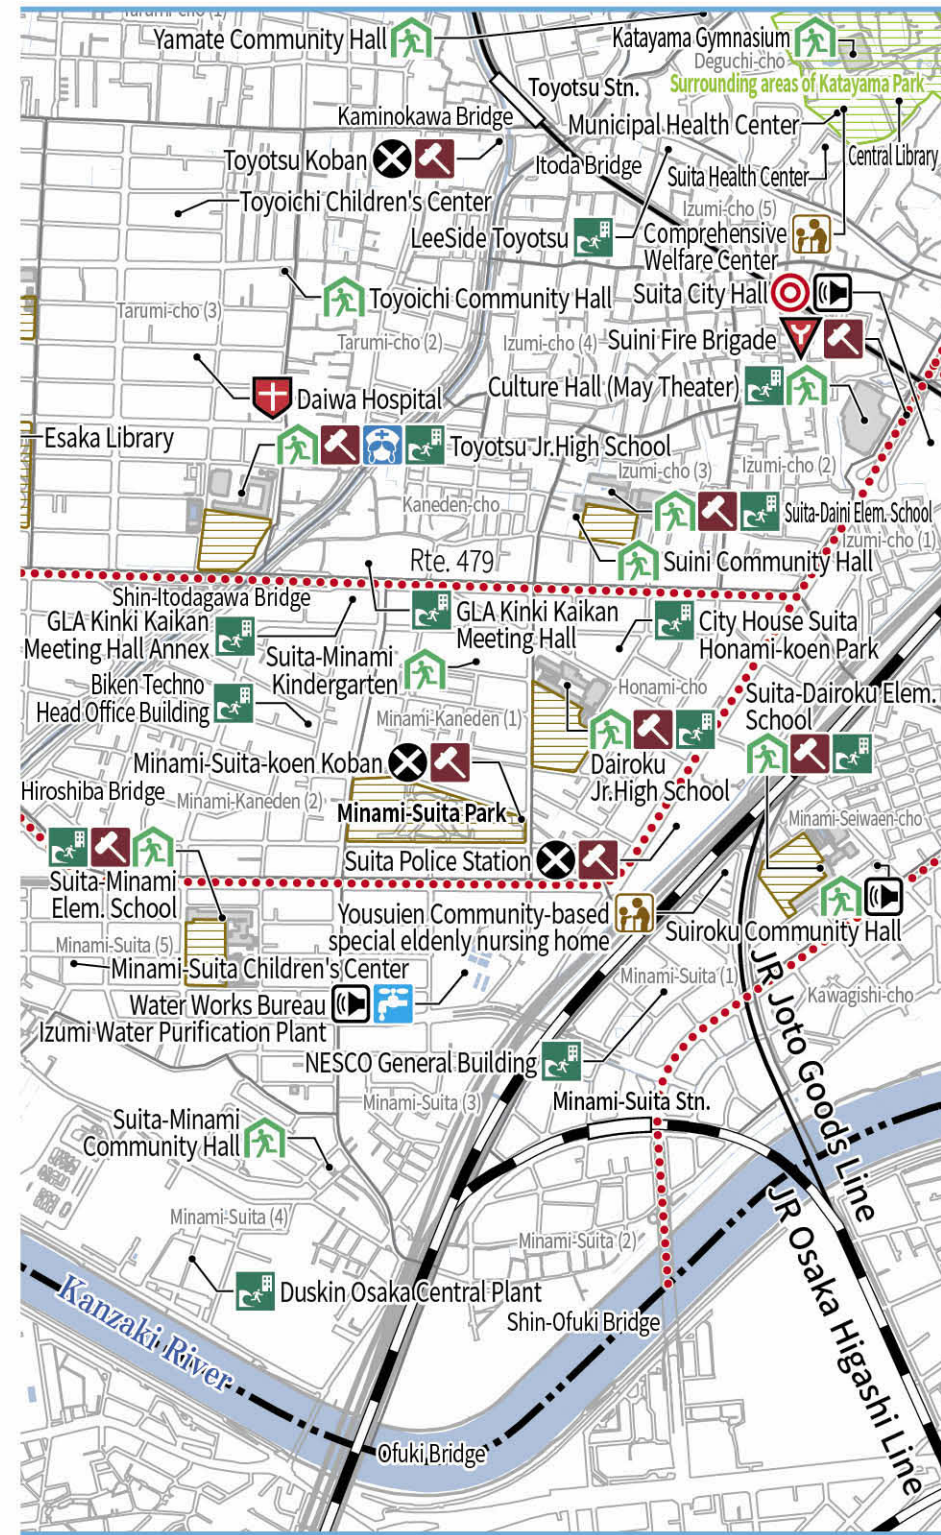 Tarumi-cho (1)
Yamate Community Hall
Katayama Gymnasium
Deguchi-cho
Surrounding areas of Katayama Park
Toyotsu Stn.
Kaminokawa Bridge
Municipal Health Center
Toyotsu Koban
Itoda Bridge
Central Library
Suita Health Center
Toyoichi Children's Center
Izumi-cho (5)
LeeSide Toyotsu
Comprehensive
Welfare Center
Suita City Hall
Toyoichi Community Hall
Tarumi-cho (3)
Tarumi-cho (2)
Izumi-cho (4)
Suini Fire Brigade
Culture Hall (May Theater)
Daiwa Hospital
Esaka Library
Toyotsu Jr.High School
Izumi-cho (3)
Izumi-cho (2)
Kaneden-cho
Suita-Daini Elem. School
Izumi-cho (1)
Rte. 479
Suini Community Hall
Shin-Itodagawa Bridge
GLA Kinki Kaikan
Meeting Hall Annex
GLA Kinki Kaikan
Meeting Hall
City House Suita
Honami-koen Park
Suita-Minami
Kindergarten
Biken Techno
Head Office Building
Honami-cho
Suita-Dairoku Elem.
School
Minami-Kaneden (1)
Minami-Suita-koen Koban
Dairoku
Jr.High School
Hiroshiba Bridge
Minami-Kaneden (2)
Minami-Suita Park
Minami-Seiwaen-cho
Suita Police Station
Suita-Minami
Elem. School
Yousuien Community-based
special eldenly nursing home
Suiroku Community Hall
Minami-Suita (5)
Minami-Suita Children's Center
Minami-Suita (1)
Kawagishi-cho
Water Works Bureau
Izumi Water Purification Plant
NESCO General Building
JR Joto Goods Line
Minami-Suita (3)
Minami-Suita Stn.
Suita-Minami
Community Hall
Minami-Suita (4)
Minami-Suita (2)
JR Osaka Higashi Line
Duskin Osaka Central Plant
Shin-Ofuki Bridge
Kanzaki River
Ofuki Bridge